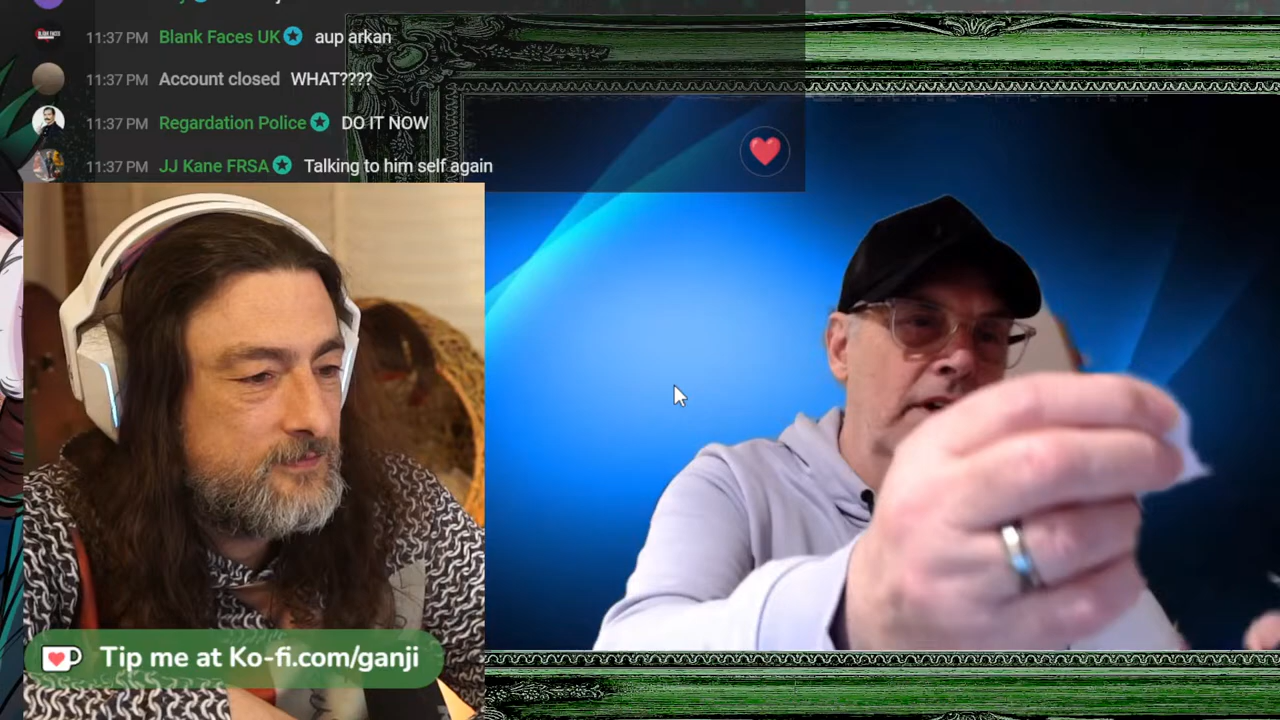 11:37 PM Blank Faces UK aup arkan
11:37 PM Account closed WHAT????
11:37 PM Regardation Police DO IT NOW
11:37 PM JJ Kane FRSA Talking to him self again
Tip me at Ko-fi.com/ganji